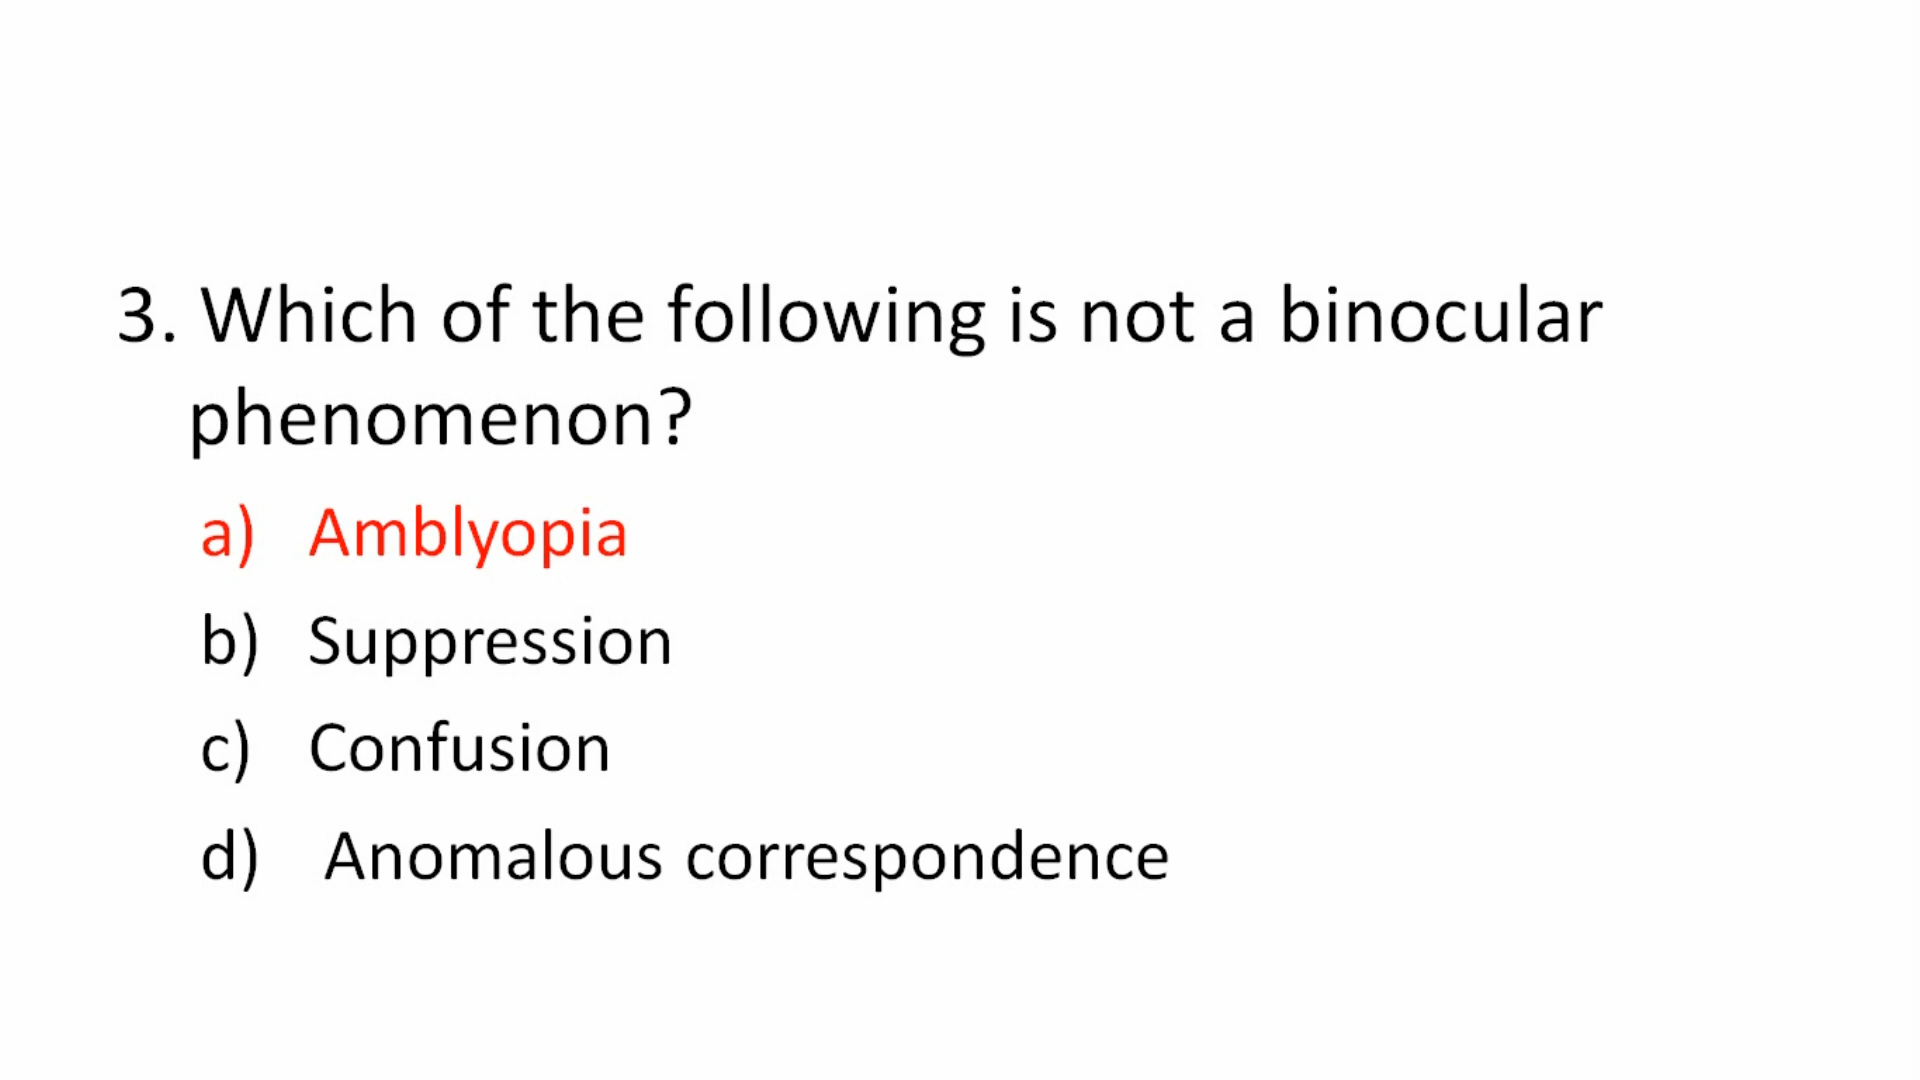 3. Which of the following is not a binocular
phenomenon?
a) Amblyopia
b) Suppression
c) Confusion
d) Anomalous correspondence